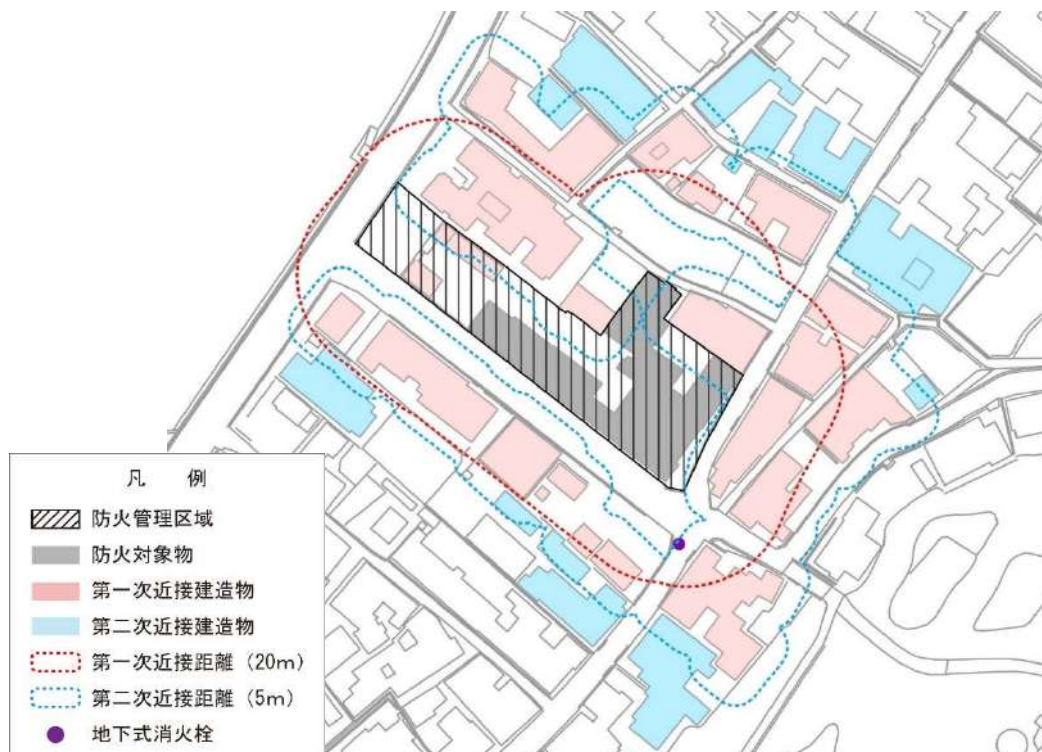 凡 例
防火管理区域
防火対象物
第一次近接建造物
第二次近接建造物
第一次近接距離（20m）
第二次近接距離（5m）
地下式消火栓